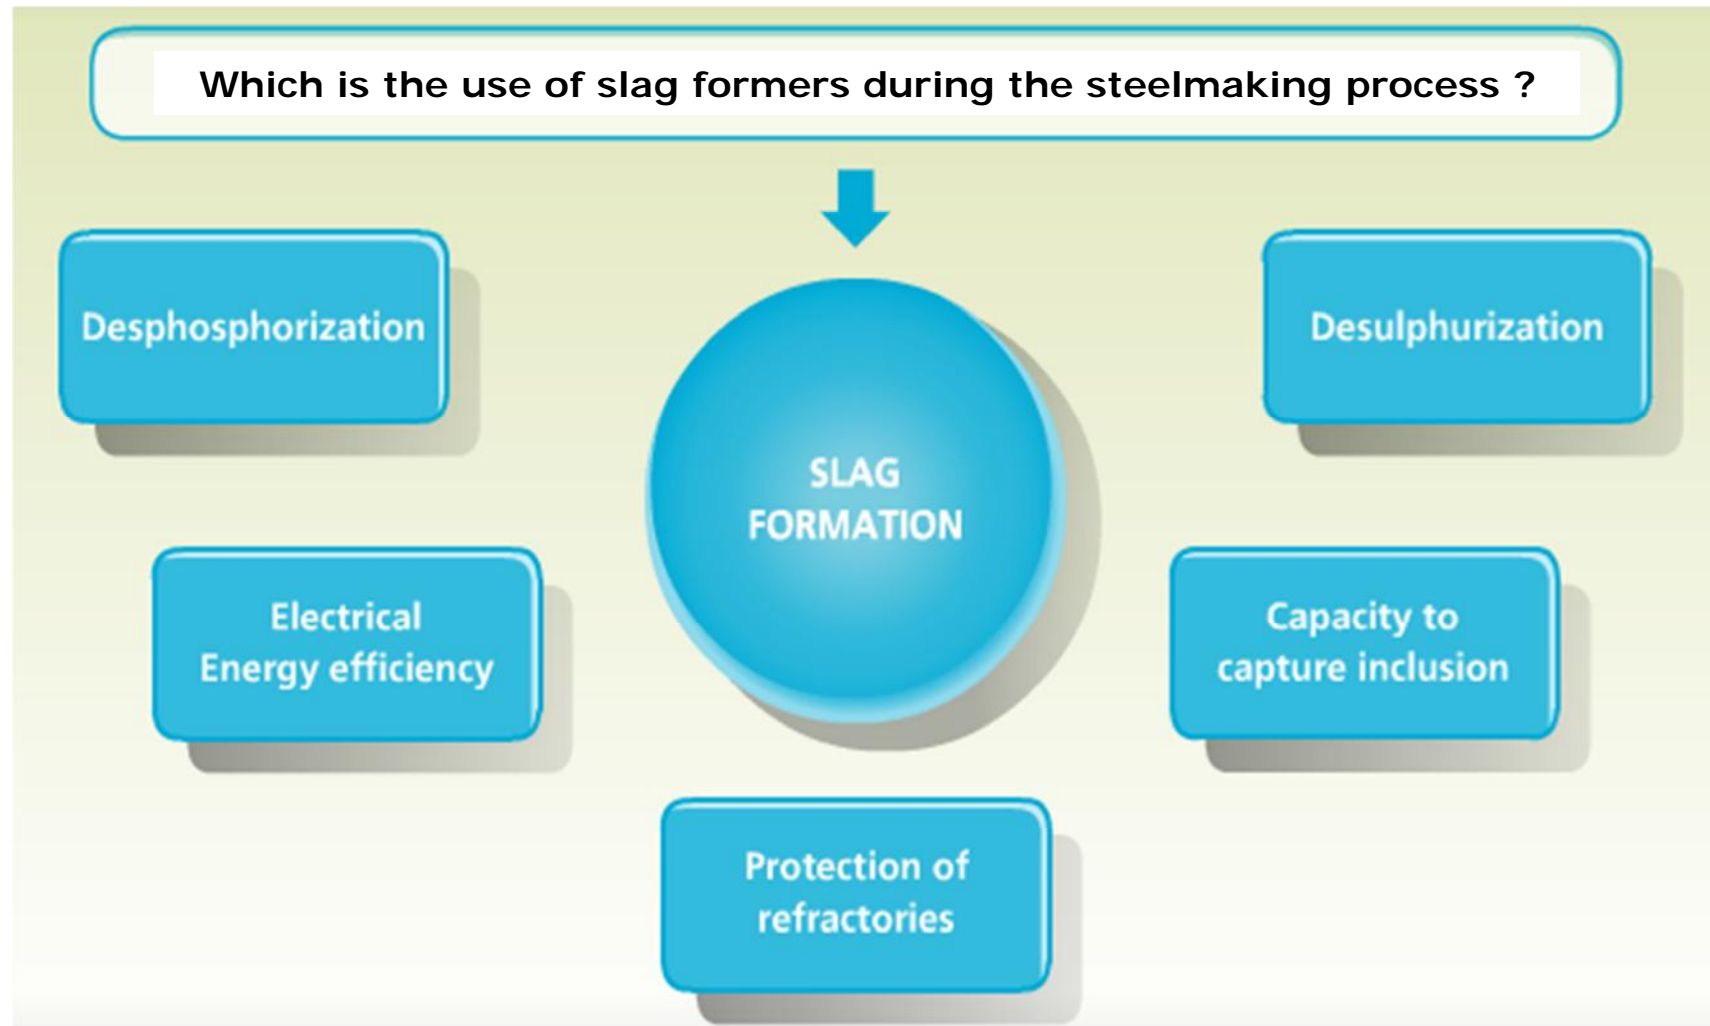 Which is the use of slag formers during the steelmaking process ?
Desphosphorization
Desulphurization
SLAG
FORMATION
Electrical
Energy efficiency
Capacity to
capture inclusion
Protection of
refractories